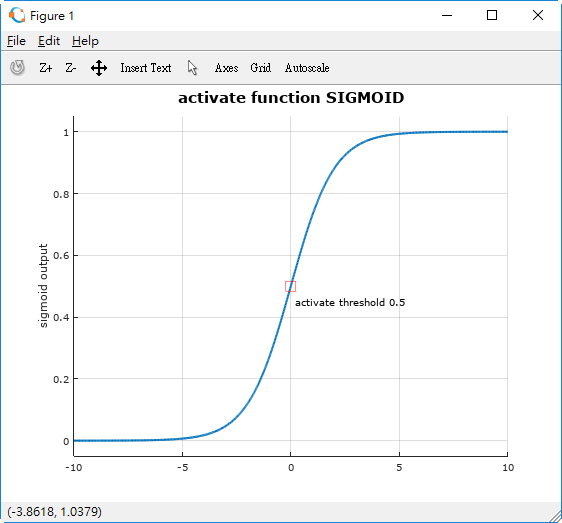 Figure 1
File Edit Help
Z+ Z- Insert Text Axes Grid Autoscale
activate function SIGMOID
1
0.8
0.6
0.4
0.2
0
sigmoid output
activate threshold 0.5
-10 -5 0 5 10
(-3.8618, 1.0379)